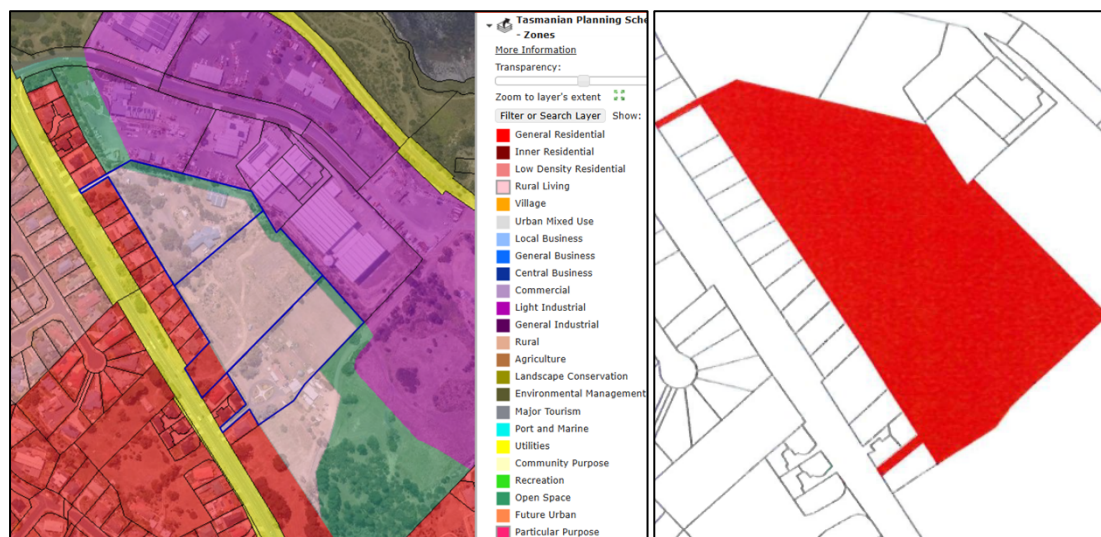 Tasmanian Planning Sche
- Zones
More Information
Transparency:
Zoom to layer's extent
Filter or Search Layer Show:
General Residential
Inner Residential
Low Density Residential
Rural Living
Village
Urban Mixed Use
Local Business
General Business
Central Business
Commercial
Light Industrial
General Industrial
Rural
Agriculture
Landscape Conservation
Environmental Management
Major Tourism
Port and Marine
Utilities
Community Purpose
Recreation
Open Space
Future Urban
Particular Purpose